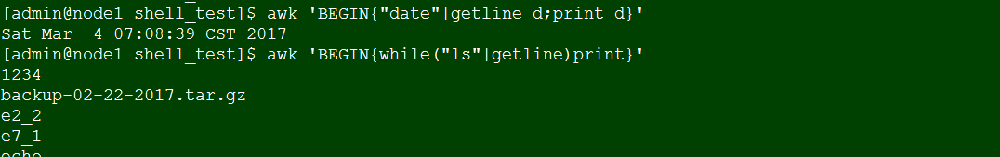 [admin@node1 shell_test]$ awk 'BEGIN{"date"|getline d;print d}'
Sat Mar  4 07:08:39 CST 2017
[admin@node1 shell_test]$ awk 'BEGIN{while("ls"|getline)print}'
1234
backup-02-22-2017.tar.gz
e2_2
e7_1
echo